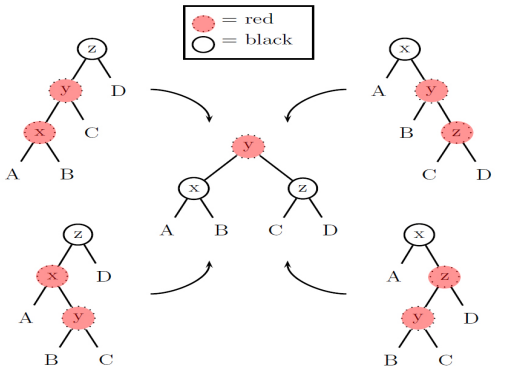 = red
= black
z
y D
x C
A B
x
A y
B z
C D
y
x z
A B C D
z
x D
A y
B C
x
A z
y D
B C